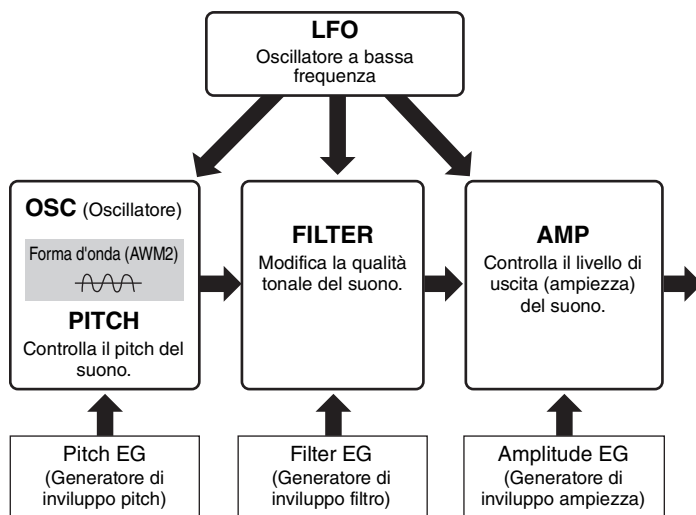 LFO
Oscillatore a bassa
frequenza
OSC (Oscillatore)
Forma d'onda (AWM2)
PITCH
Controlla il pitch del
suono.
FILTER
Modifica la qualità
tonale del suono.
AMP
Controlla il livello di
uscita (ampiezza)
del suono.
Pitch EG
(Generatore di
inviluppo pitch)
Filter EG
(Generatore di
inviluppo filtro)
Amplitude EG
(Generatore di
inviluppo ampiezza)